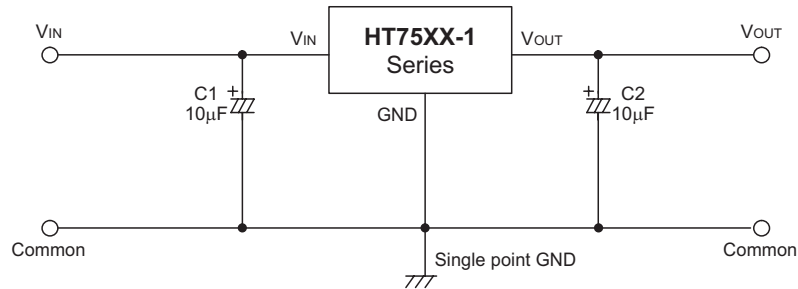 VIN
VIN
HT75XX-1
Series
VOUT
VOUT
+
C1
10μF
GND
+
C2
10μF
Common
Single point GND
Common